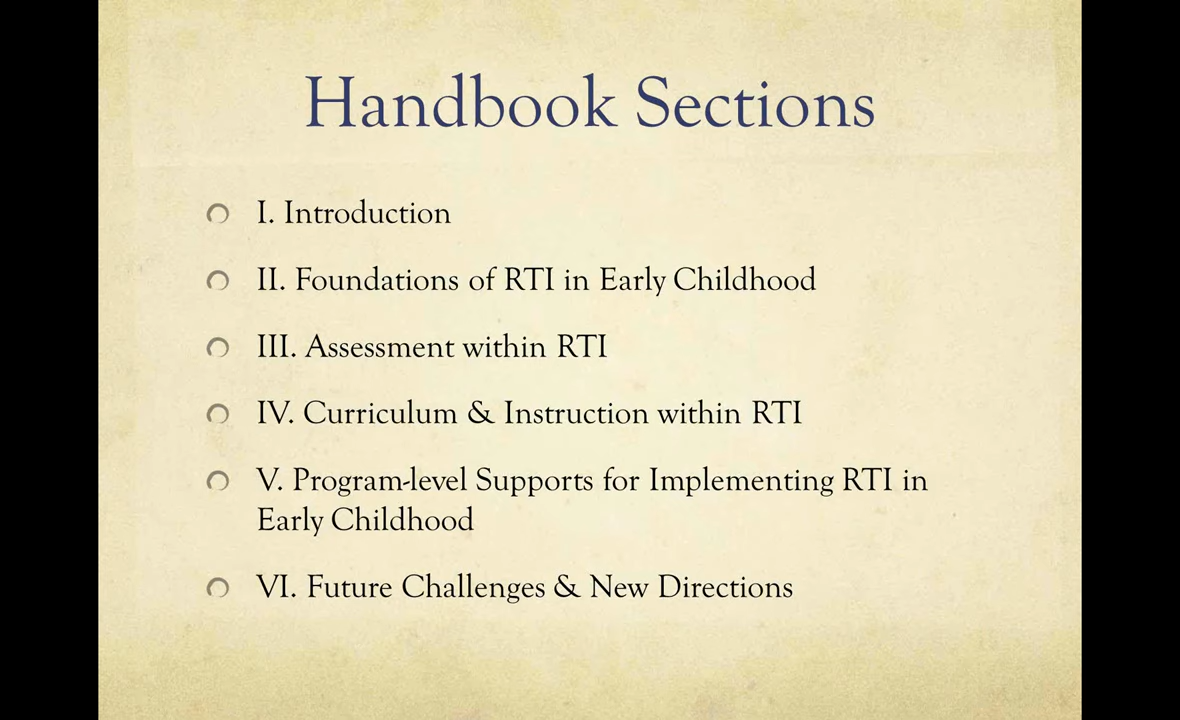 Handbook Sections
I. Introduction
II. Foundations of RTI in Early Childhood
III. Assessment within RTI
IV. Curriculum & Instruction within RTI
V. Program-level Supports for Implementing RTI in
Early Childhood
VI. Future Challenges & New Directions